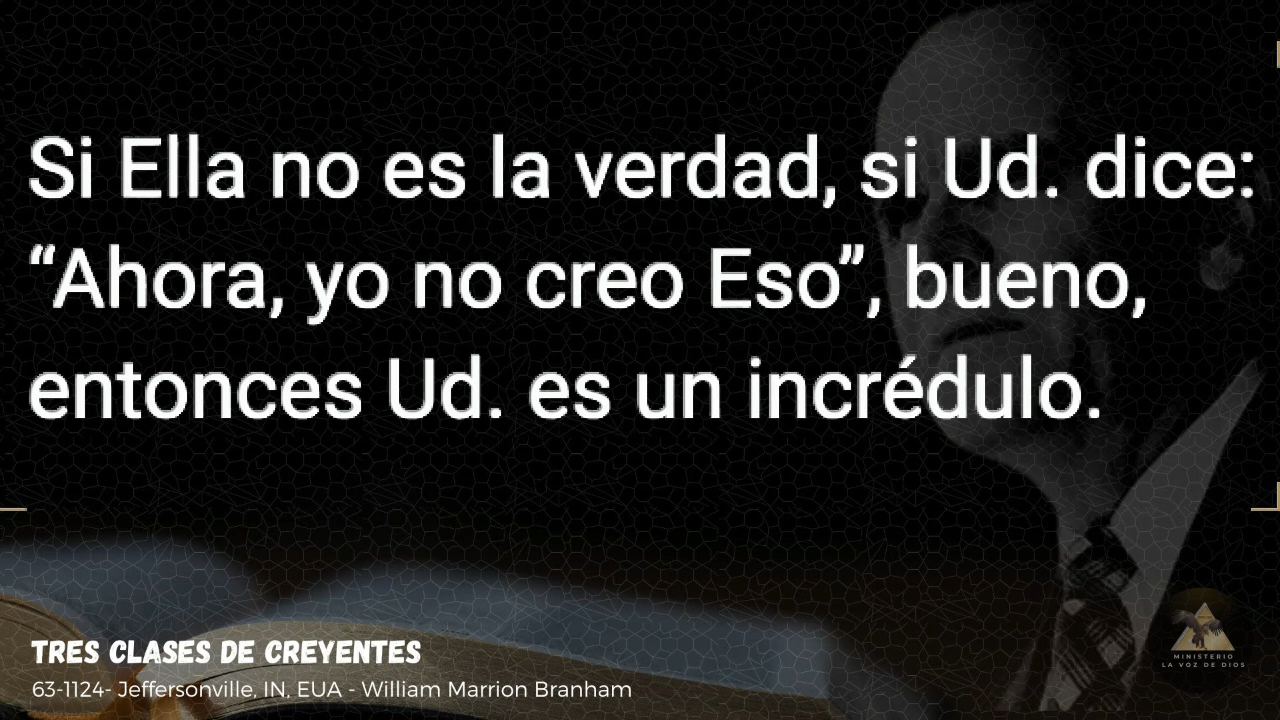 Si Ella no es la verdad, si Ud. dice:
“Ahora, yo no creo Eso”, bueno,
entonces Ud. es un incrédulo.
TRES CLASES DE CREYENTES
63-1124- Jeffersonville, IN, EUA - William Marrion Branham
MINISTERIO
LA VOZ DE DIOS